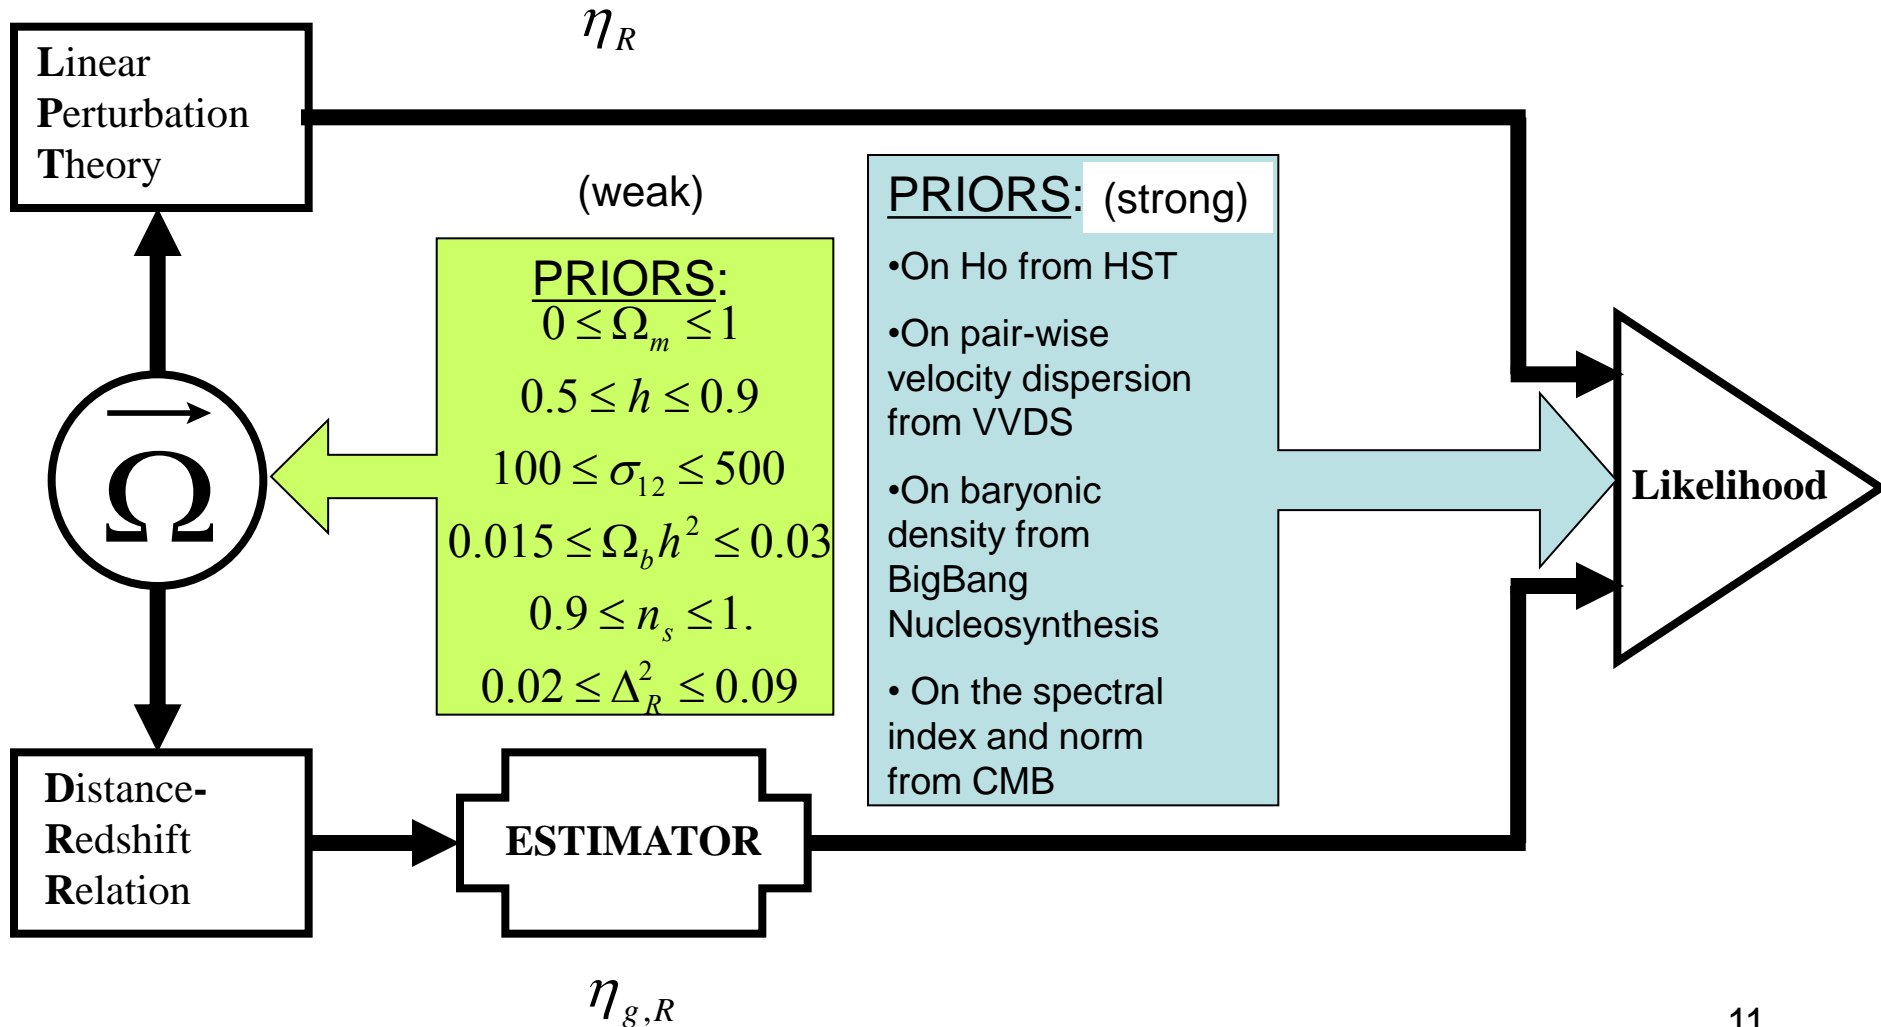 η_R
Linear
Perturbation
Theory
(weak)
PRIORS:
0 ≤ Ω_m ≤ 1
0.5 ≤ h ≤ 0.9
100 ≤ σ_12 ≤ 500
0.015 ≤ Ω_b h² ≤ 0.03
0.9 ≤ n_s ≤ 1.
0.02 ≤ Δ²_R ≤ 0.09
PRIORS: (strong)
•On Ho from HST
•On pair-wise
velocity dispersion
from VVDS
•On baryonic
density from
BigBang
Nucleosynthesis
• On the spectral
index and norm
from CMB
Ω⃗
Likelihood
Distance-
Redshift
Relation
ESTIMATOR
η_g,R
11